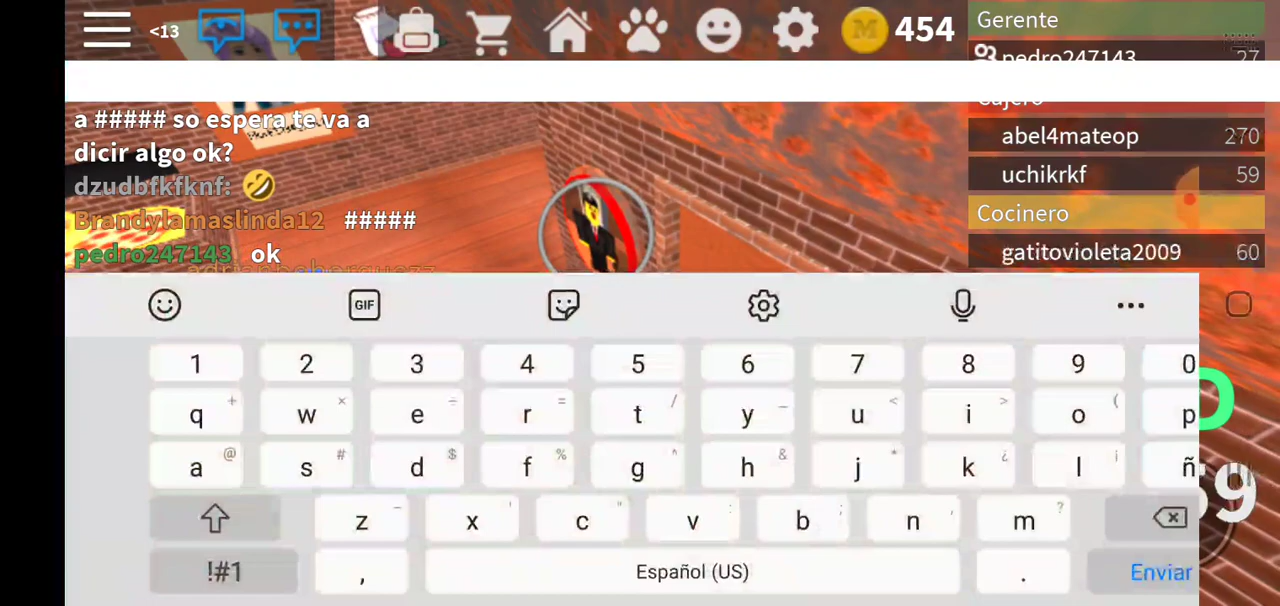 <13
454
Gerente
pedro247143 27
Cajero
abel4mateop 270
uchikrkf 59
Cocinero
gatitovioleta2009 60
a ##### so espera te va a
dicir algo ok?
dzudbfkfknf: 🤣
Brandylamaslinda12 #####
pedro247143 ok
GIF
1 2 3 4 5 6 7 8 9 0
q + w × e ÷ r = t / y _ u < i > o ( p
a @ s # d $ f % g ^ h & j * k ¿ l ¡ ñ
z - x ' c " v : b ; n , m ?
!#1 , Español (US) . Enviar